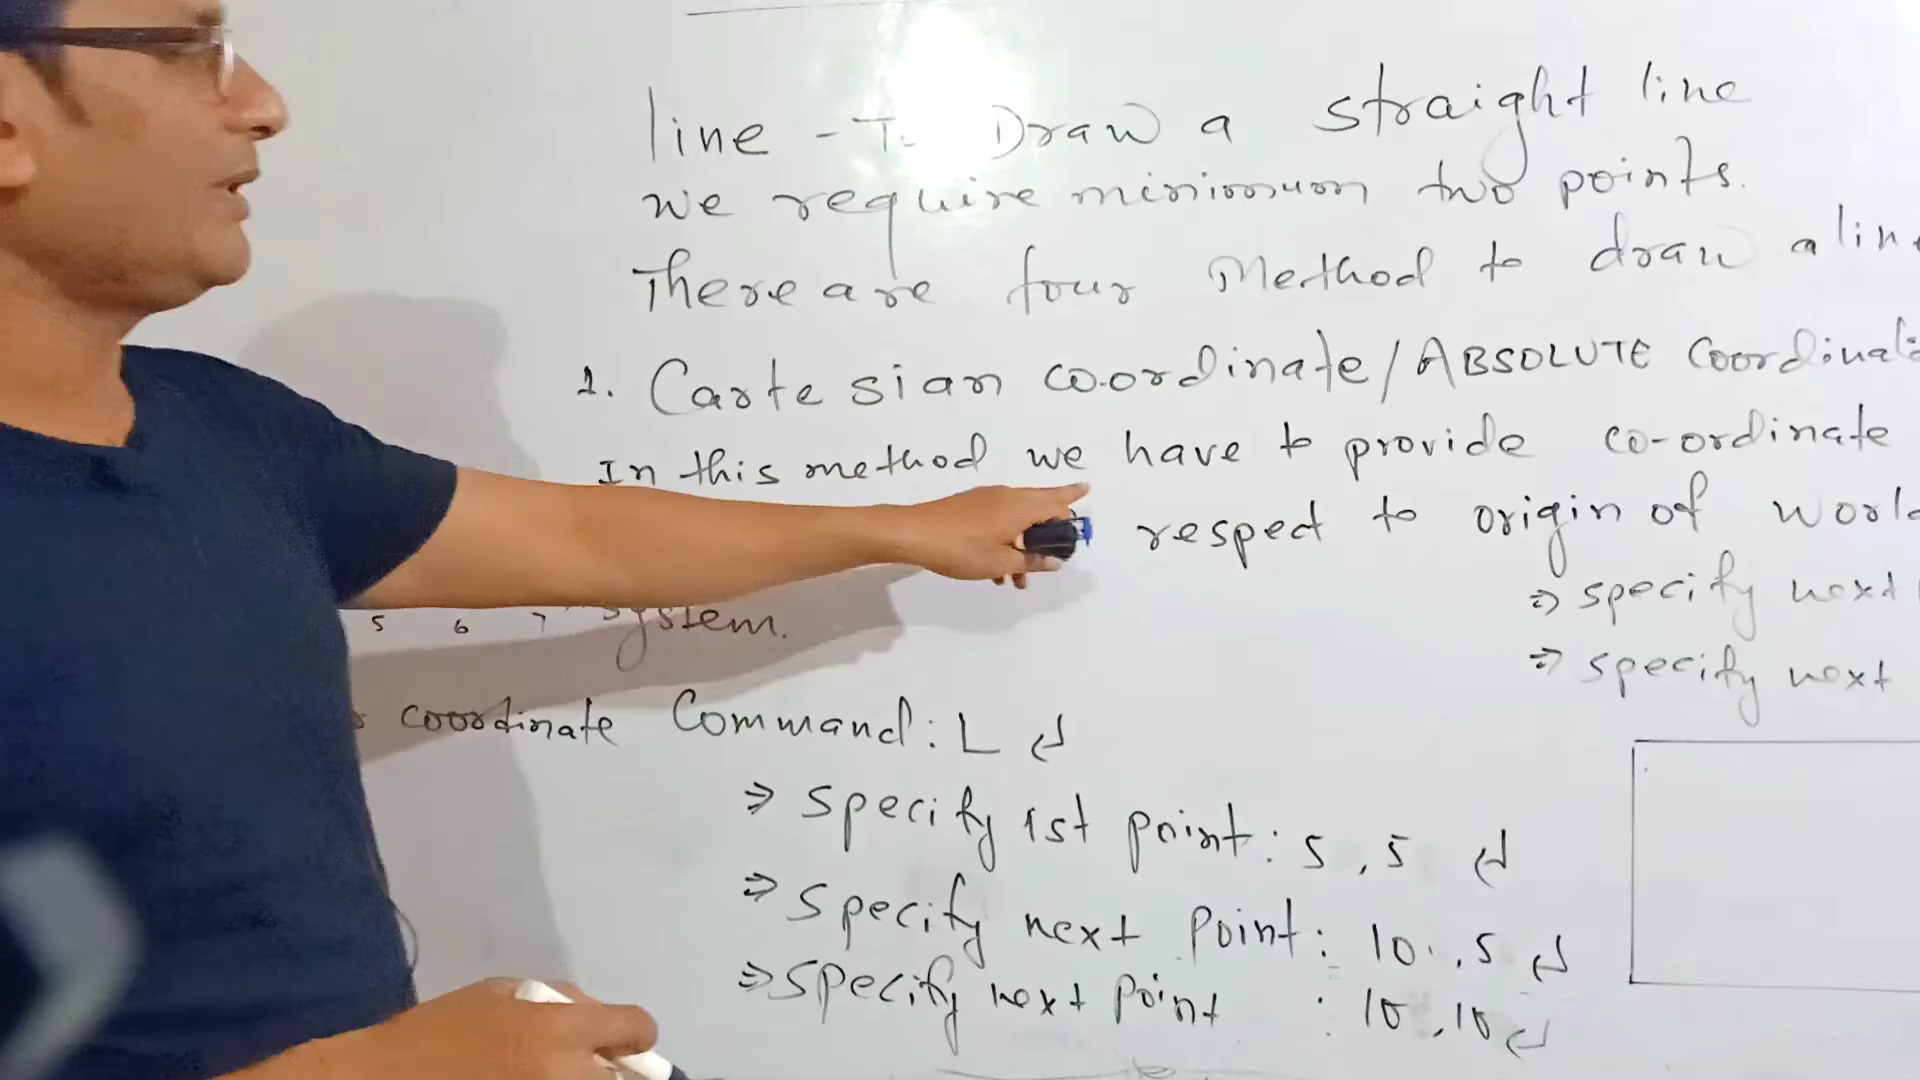 line - To Draw a straight line
we require minimum two points.
There are four Method to draw a line
1. Cartesian co-ordinate / ABSOLUTE Coordinate
In this method we have to provide co-ordinate
respect to origin of world
5 6 7 system.
⇒ specify next
⇒ specify next
coordinate Command: L ↵
⇒ specify 1st point: 5,5 ↵
⇒ specify next point: 10,5 ↵
⇒ specify next point : 10,10 ↵